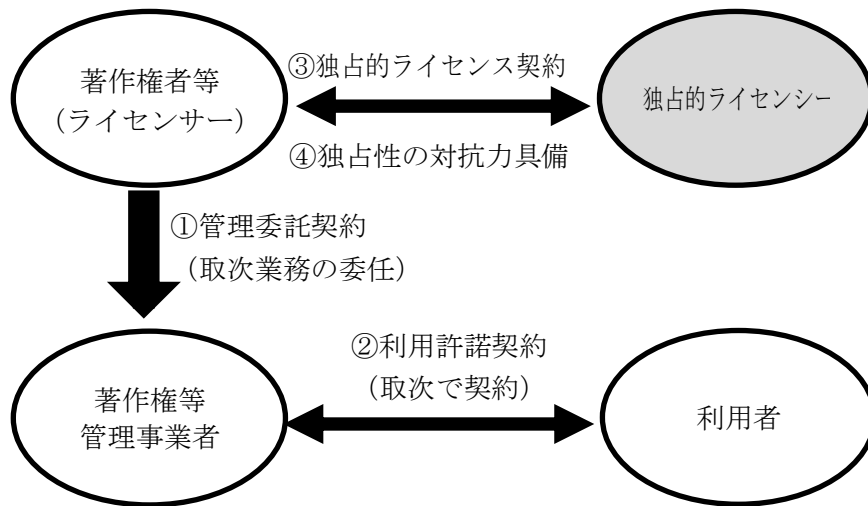 著作権者等
（ライセンサー）
③独占的ライセンス契約
④独占性の対抗力具備
独占的ライセンシー
①管理委託契約
（取次業務の委任）
著作権等
管理事業者
②利用許諾契約
（取次で契約）
利用者